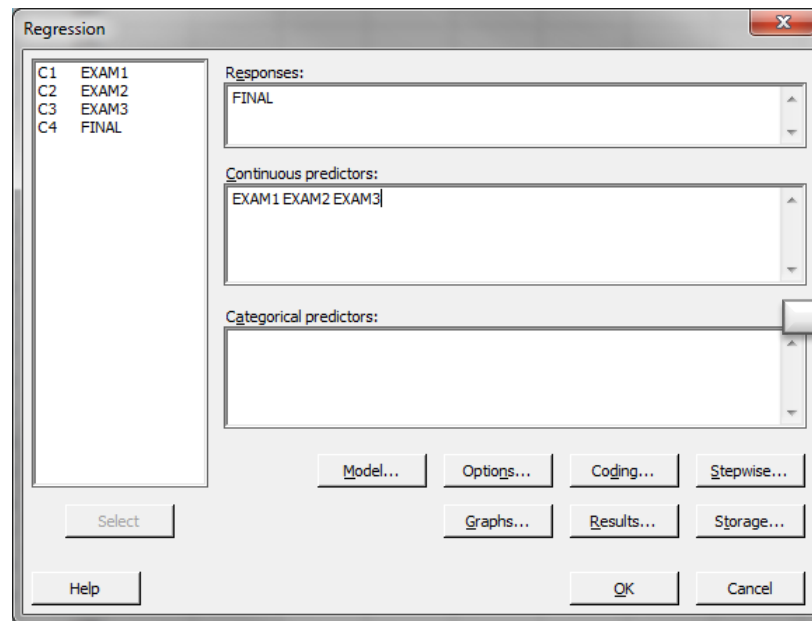 Regression
C1 EXAM1
C2 EXAM2
C3 EXAM3
C4 FINAL
Responses:
FINAL
Continuous predictors:
EXAM1 EXAM2 EXAM3
Categorical predictors:
Model...
Options...
Coding...
Stepwise...
Select
Graphs...
Results...
Storage...
Help
OK
Cancel